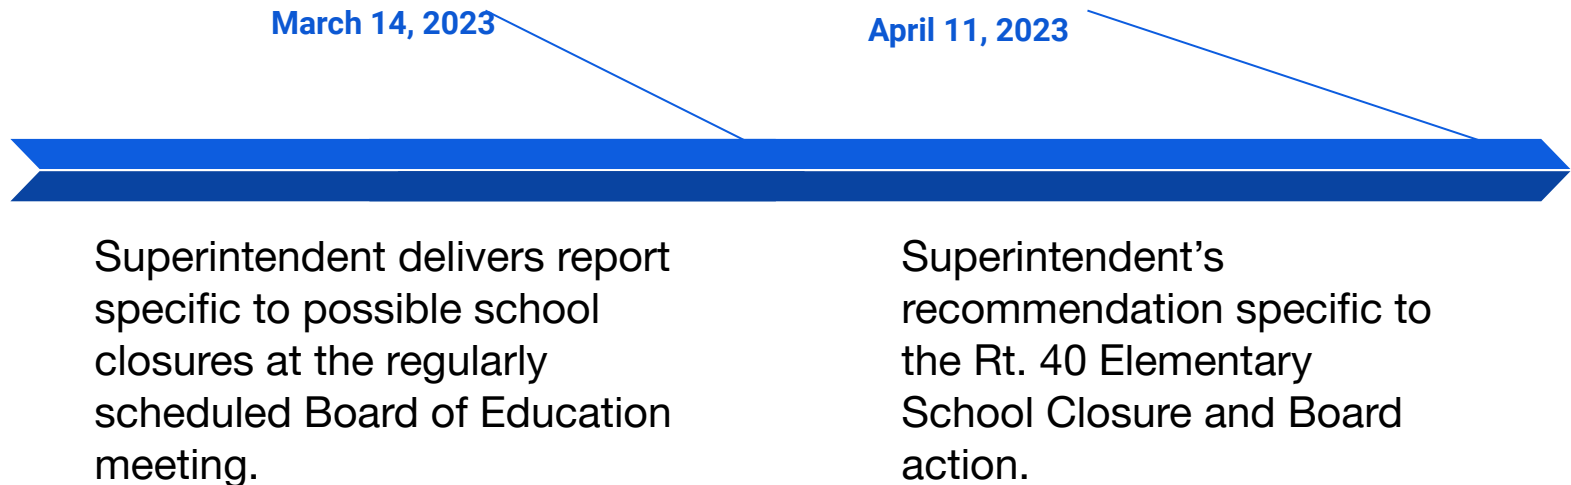 March 14, 2023
April 11, 2023
Superintendent delivers report
specific to possible school
closures at the regularly
scheduled Board of Education
meeting.
Superintendent’s
recommendation specific to
the Rt. 40 Elementary
School Closure and Board
action.